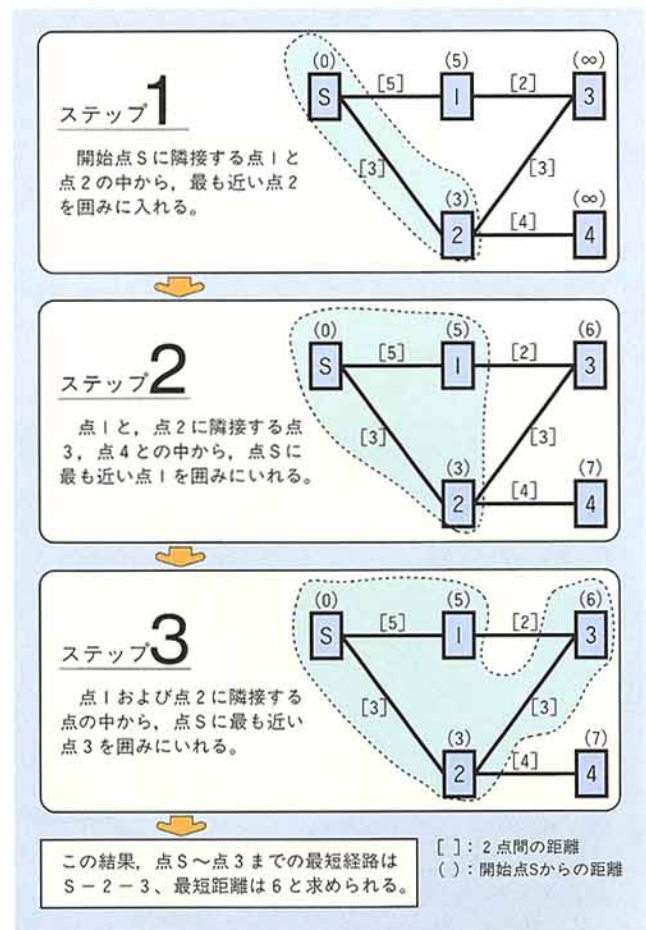 ステップ1
開始点Sに隣接する点1と
点2の中から，最も近い点2
を囲みに入れる。
(0)
(5)
(∞)
S
[5]
1
[2]
3
[3]
[3]
(3)
(∞)
2
[4]
4
ステップ2
点1と，点2に隣接する点
3，点4との中から，点Sに
最も近い点1を囲みにいれる。
(0)
(5)
(6)
S
[5]
1
[2]
3
[3]
[3]
(3)
(7)
2
[4]
4
ステップ3
点1および点2に隣接する
点の中から，点Sに最も近い
点3を囲みにいれる。
(0)
(5)
(6)
S
[5]
1
[2]
3
[3]
[3]
(3)
(7)
2
[4]
4
この結果，点S～点3までの最短経路は
S－2－3、最短距離は6と求められる。
[ ]：2点間の距離
( )：開始点Sからの距離